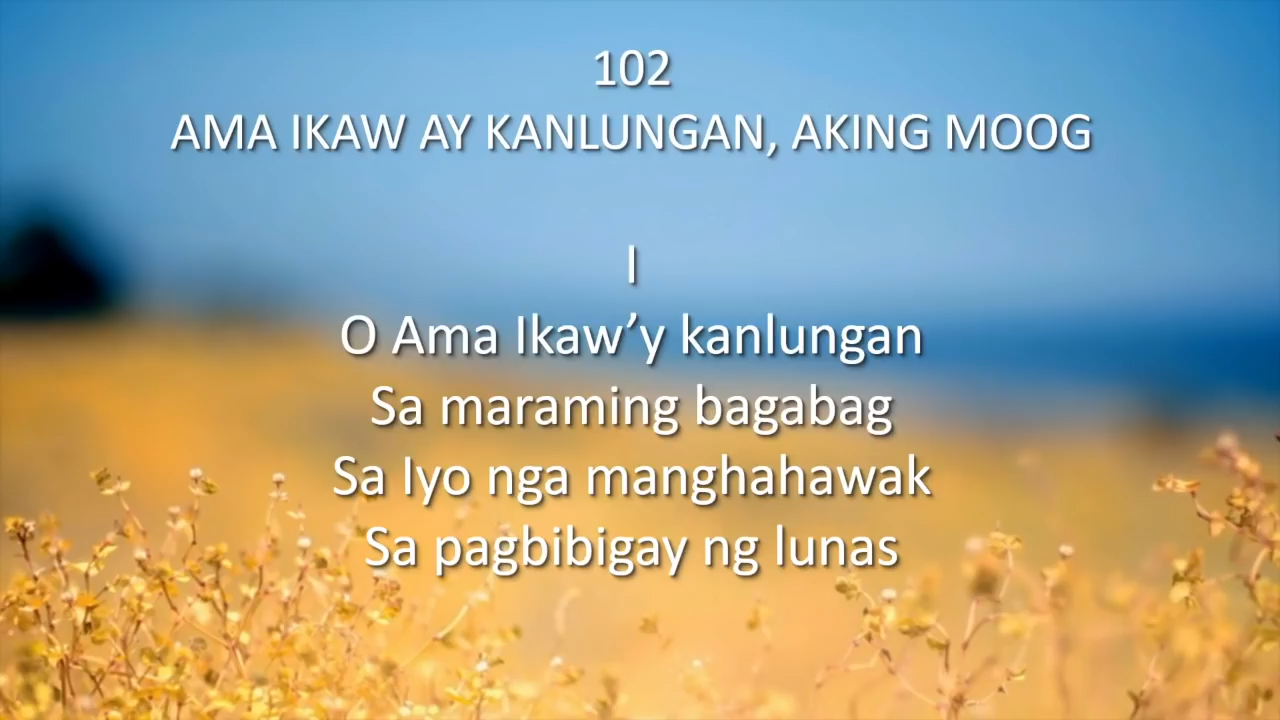 102
AMA IKAW AY KANLUNGAN, AKING MOOG
I
O Ama Ikaw’y kanlungan
Sa maraming bagabag
Sa Iyo nga manghahawak
Sa pagbibigay ng lunas